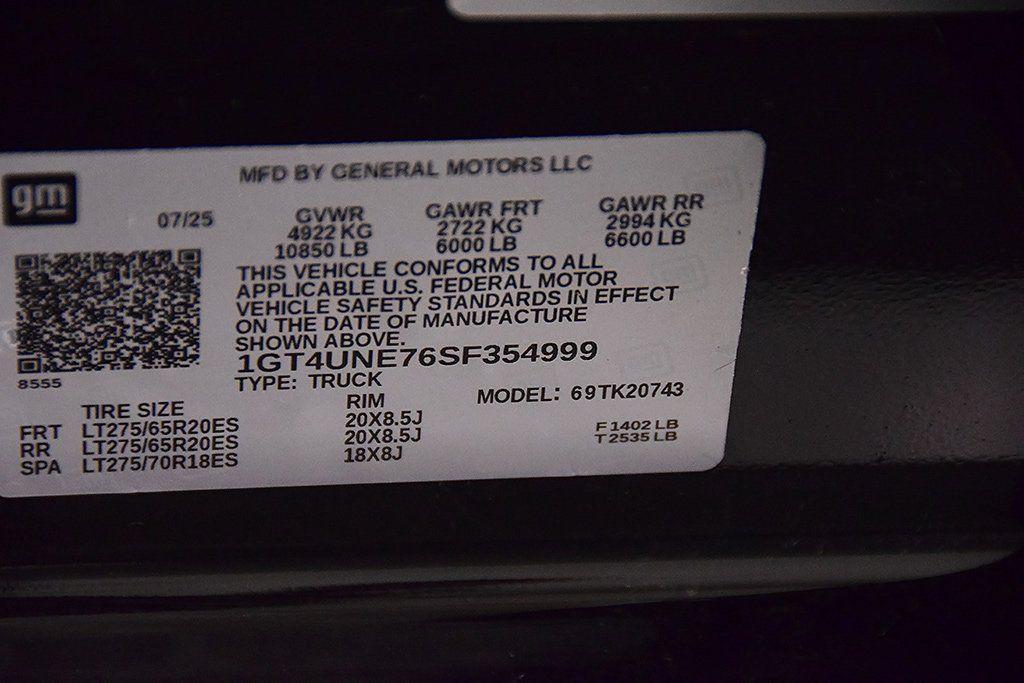 gm
MFD BY GENERAL MOTORS LLC
07/25
GVWR GAWR FRT GAWR RR
4922 KG 2722 KG 2994 KG
10850 LB 6000 LB 6600 LB
THIS VEHICLE CONFORMS TO ALL
APPLICABLE U.S. FEDERAL MOTOR
VEHICLE SAFETY STANDARDS IN EFFECT
ON THE DATE OF MANUFACTURE
SHOWN ABOVE.
1GT4UNE76SF354999
8555
TYPE: TRUCK
MODEL: 69TK20743
TIRE SIZE RIM
FRT LT275/65R20ES 20X8.5J
RR LT275/65R20ES 20X8.5J
SPA LT275/70R18ES 18X8J
F 1402 LB
T 2535 LB